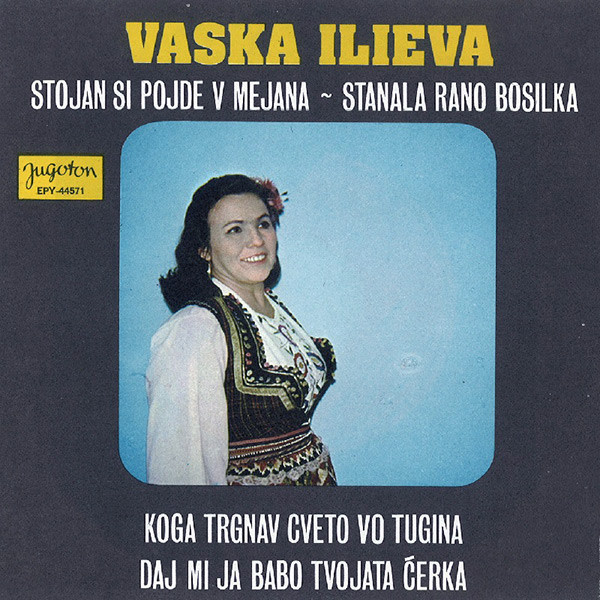 VASKA ILIEVA
STOJAN SI POJDE V MEJANA ~ STANALA RANO BOSILKA
Jugoton
EPY-44571
KOGA TRGNAV CVETO VO TUGINA
DAJ MI JA BABO TVOJATA ĆERKA